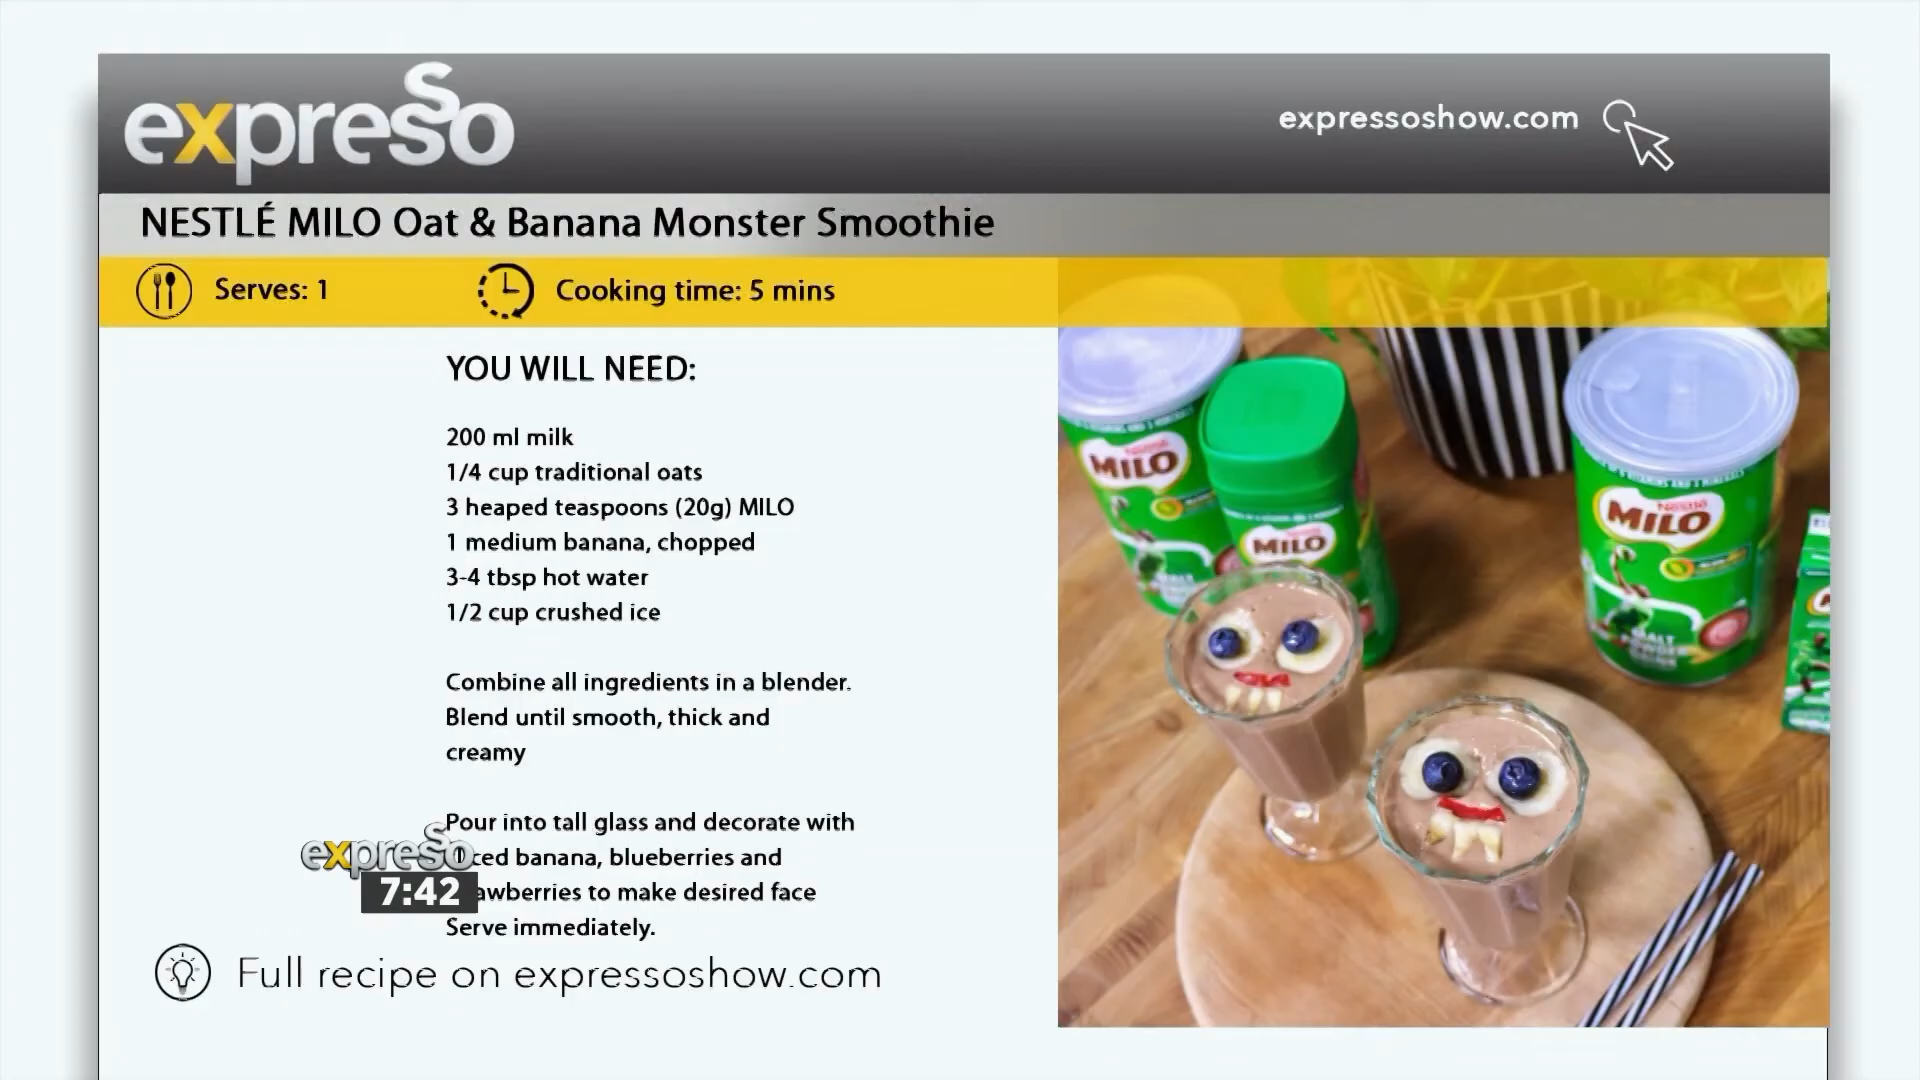 expresso
expressoshow.com
NESTLÉ MILO Oat & Banana Monster Smoothie
Serves: 1
Cooking time: 5 mins
YOU WILL NEED:
200 ml milk
1/4 cup traditional oats
3 heaped teaspoons (20g) MILO
1 medium banana, chopped
3-4 tbsp hot water
1/2 cup crushed ice
Combine all ingredients in a blender.
Blend until smooth, thick and
creamy
Pour into tall glass and decorate with
banana, blueberries and
to make desired face
Serve immediately.
expresso
7:42
Full recipe on expressoshow.com
Nestlé
MILO
MILO
Nestlé
MILO